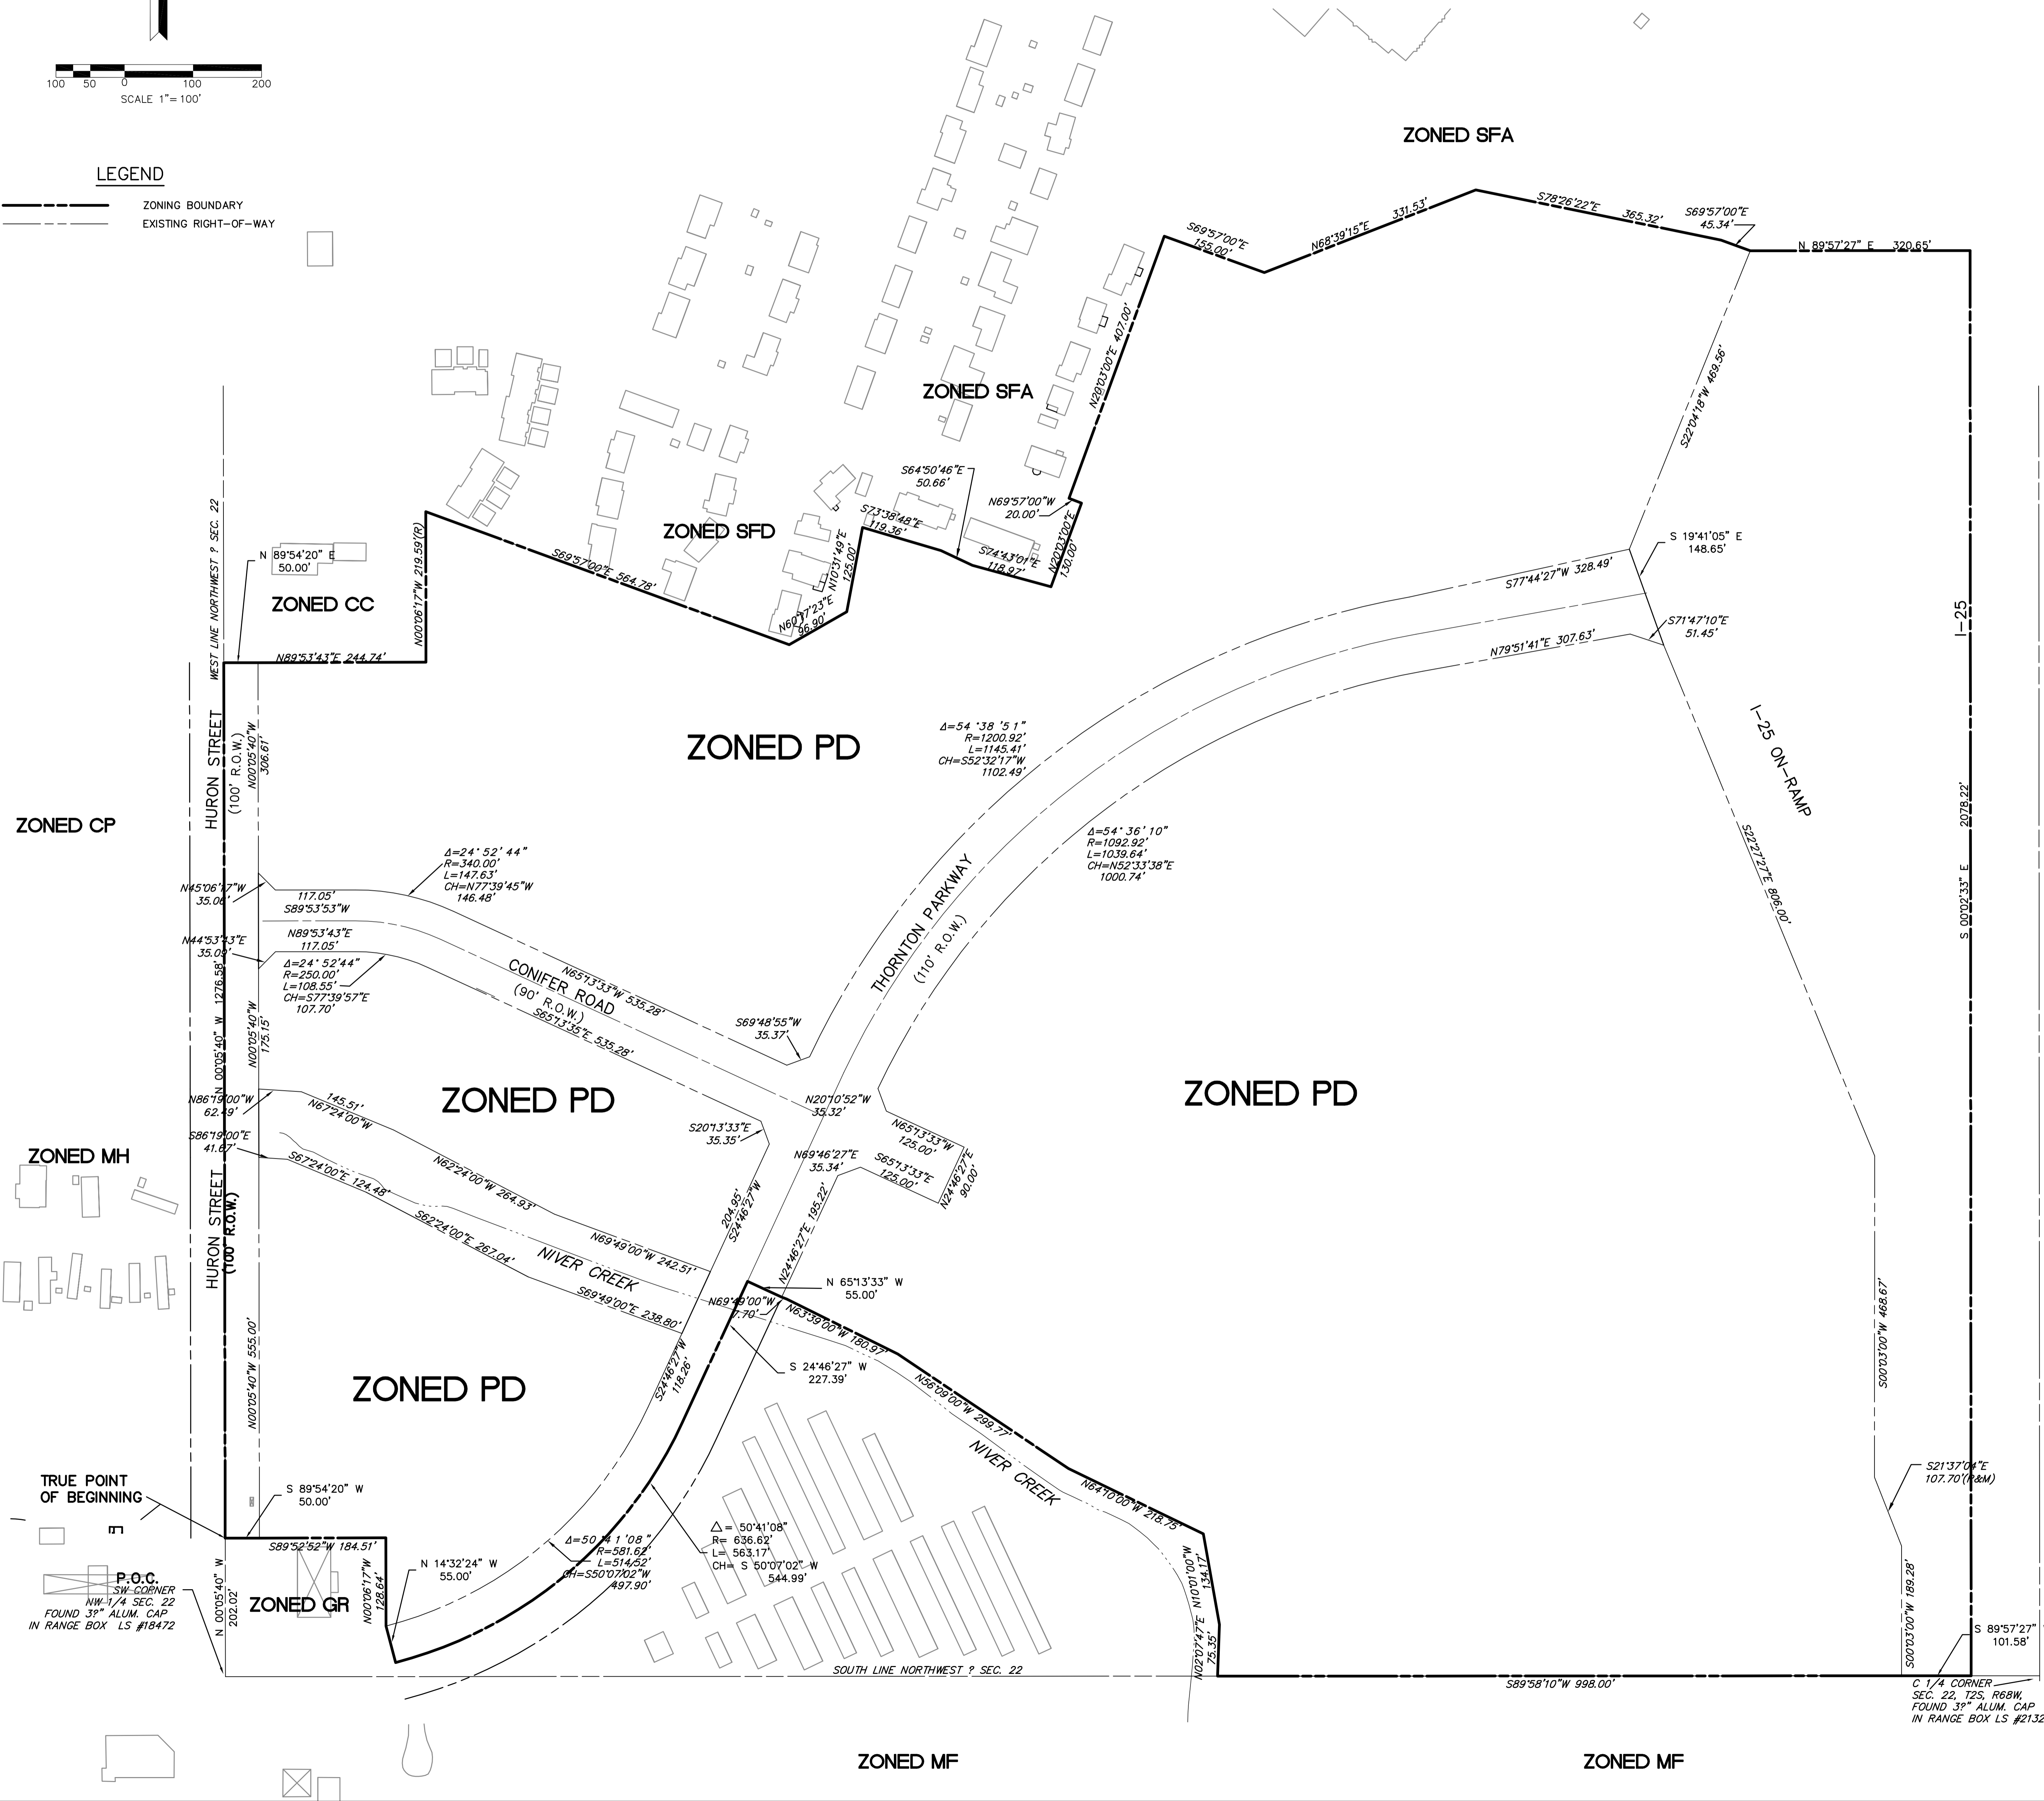 100 50 0 100 200
SCALE 1"=100'
LEGEND
ZONING BOUNDARY
EXISTING RIGHT-OF-WAY
ZONED SFA
S69°57'00"E
155.00'
N68°39'15"E 331.53'
S78°26'22"E 365.32'
S69°57'00"E
45.34'
N 89°57'27" E 320.65'
N20°03'00"E 407.00'
S22°04'18"W 469.56'
ZONED SFA
S64°50'46"E
50.66'
N69°57'00"W
20.00'
S73°38'48"E
119.36'
S74°43'01"E
118.97'
N20°03'00"E
130.00'
ZONED SFD
N10°31'49"E
125.00'
N60°17'23"E
96.90'
S69°57'00"E 564.78'
N00°06'17"W 219.59'(R)
WEST LINE NORTHWEST ? SEC. 22
N 89°54'20" E
50.00'
ZONED CC
N89°53'43"E 244.74'
S 19°41'05" E
148.65'
S77°44'27"W 328.49'
S71°47'10"E
51.45'
N79°51'41"E 307.63'
I-25
HURON STREET
(100' R.O.W.)
N00°05'40"W
306.61'
ZONED PD
Δ=54°38'51"
R=1200.92'
L=1145.41'
CH=S52°32'17"W
1102.49'
I-25 ON-RAMP
S 00°02'33" E 2078.22'
ZONED CP
Δ=54°36'10"
R=1092.92'
L=1039.64'
CH=N52°33'38"E
1000.74'
S22°27'27"E 806.00'
Δ=24°52'44"
R=340.00'
L=147.63'
CH=N77°39'45"W
146.48'
N45°06'17"W
35.06'
117.05'
S89°53'53"W
N44°53'43"E
35.09'
N89°53'43"E
117.05'
Δ=24°52'44"
R=250.00'
L=108.55'
CH=S77°39'57"E
107.70'
THORNTON PARKWAY
(110' R.O.W.)
N65°13'33"W 535.28'
CONIFER ROAD
(90' R.O.W.)
S65°13'35"E 535.28'
N 00°05'40" W 1276.58'
N00°05'40"W
175.15'
S69°48'55"W
35.37'
ZONED PD
ZONED PD
N86°19'00"W
62.49'
145.51'
N67°24'00"W
N20°10'52"W
35.32'
S20°13'33"E
35.35'
N65°13'33"W
125.00'
S86°19'00"E
41.67'
ZONED MH
N69°46'27"E
35.34'
S65°13'33"E
125.00'
N24°46'27"E
90.00'
S67°24'00"E 124.48'
N62°24'00"W 264.93'
204.95'
S24°46'27"W
N24°46'27"E 195.22'
S62°24'00"E 267.04'
HURON STREET
(100' R.O.W.)
N69°49'00"W 242.51'
NIVER CREEK
S69°49'00"E 238.80'
N 65°13'33" W
55.00'
N69°49'00"W
7.70'
N63°39'00"W 180.97'
S 24°46'27" W
227.39'
S24°46'27"W
118.26'
ZONED PD
N00°05'40"W 555.00'
N56°09'00"W 299.77'
NIVER CREEK
S00°03'00"W 468.67'
TRUE POINT
OF BEGINNING
S 89°54'20" W
50.00'
S89°52'52"W 184.51'
N64°10'00"W 218.75'
S21°37'04"E
107.70'(R&M)
Δ=50°41'08"
R=581.62'
L=514.52'
CH=S50°07'02"W
497.90'
Δ= 50°41'08"
R= 636.62'
L= 563.17'
CH= S 50°07'02" W
544.99'
N 14°32'24" W
55.00'
N00°06'17"W
128.64'
P.O.C.
SW CORNER
NW 1/4 SEC. 22
FOUND 3?" ALUM. CAP
IN RANGE BOX LS #18472
N 00°05'40" W
202.02'
ZONED GR
N10°01'00"W
134.17'
N02°07'47"E
75.35'
S00°03'00"W 189.28'
S 89°57'27"
101.58'
SOUTH LINE NORTHWEST ? SEC. 22
S89°58'10"W 998.00'
C 1/4 CORNER
SEC. 22, T2S, R68W,
FOUND 3?" ALUM. CAP
IN RANGE BOX LS #2132
ZONED MF
ZONED MF